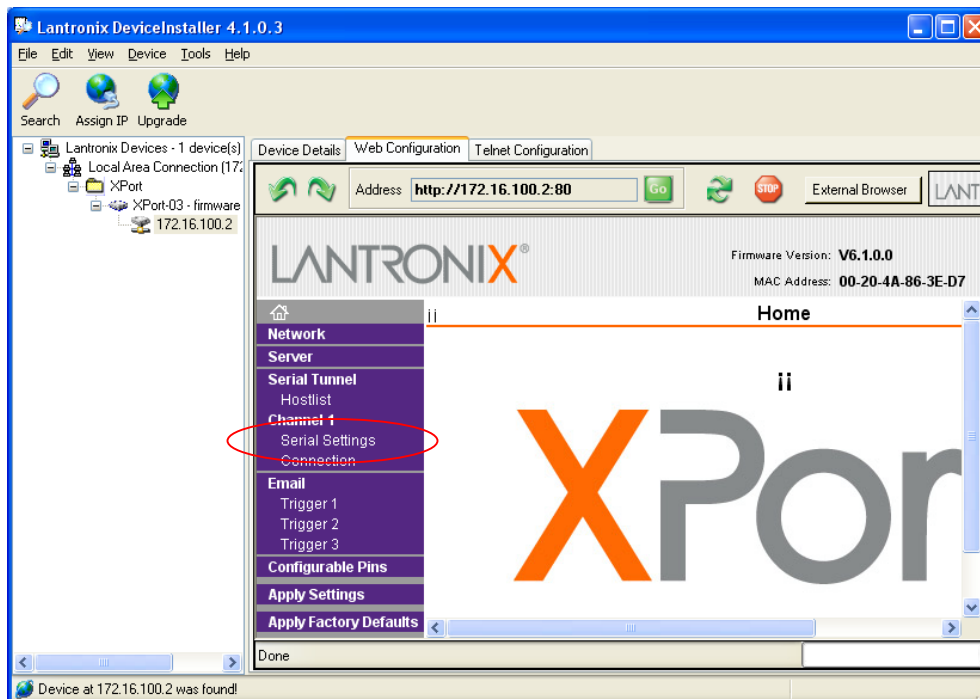 Lantronix DeviceInstaller 4.1.0.3
File Edit View Device Tools Help
Search Assign IP Upgrade
Lantronix Devices - 1 device(s)
Local Area Connection (172
XPort
XPort-03 - firmware
172.16.100.2
Device Details Web Configuration Telnet Configuration
Address http://172.16.100.2:80 Go STOP External Browser LANT
LANTRONIX®
Firmware Version: V6.1.0.0
MAC Address: 00-20-4A-86-3E-D7
Network
Server
Serial Tunnel
Hostlist
Channel 1
Serial Settings
Connection
Email
Trigger 1
Trigger 2
Trigger 3
Configurable Pins
Apply Settings
Apply Factory Defaults
¡¡ Home
¡¡
XPor
Done
Device at 172.16.100.2 was found!